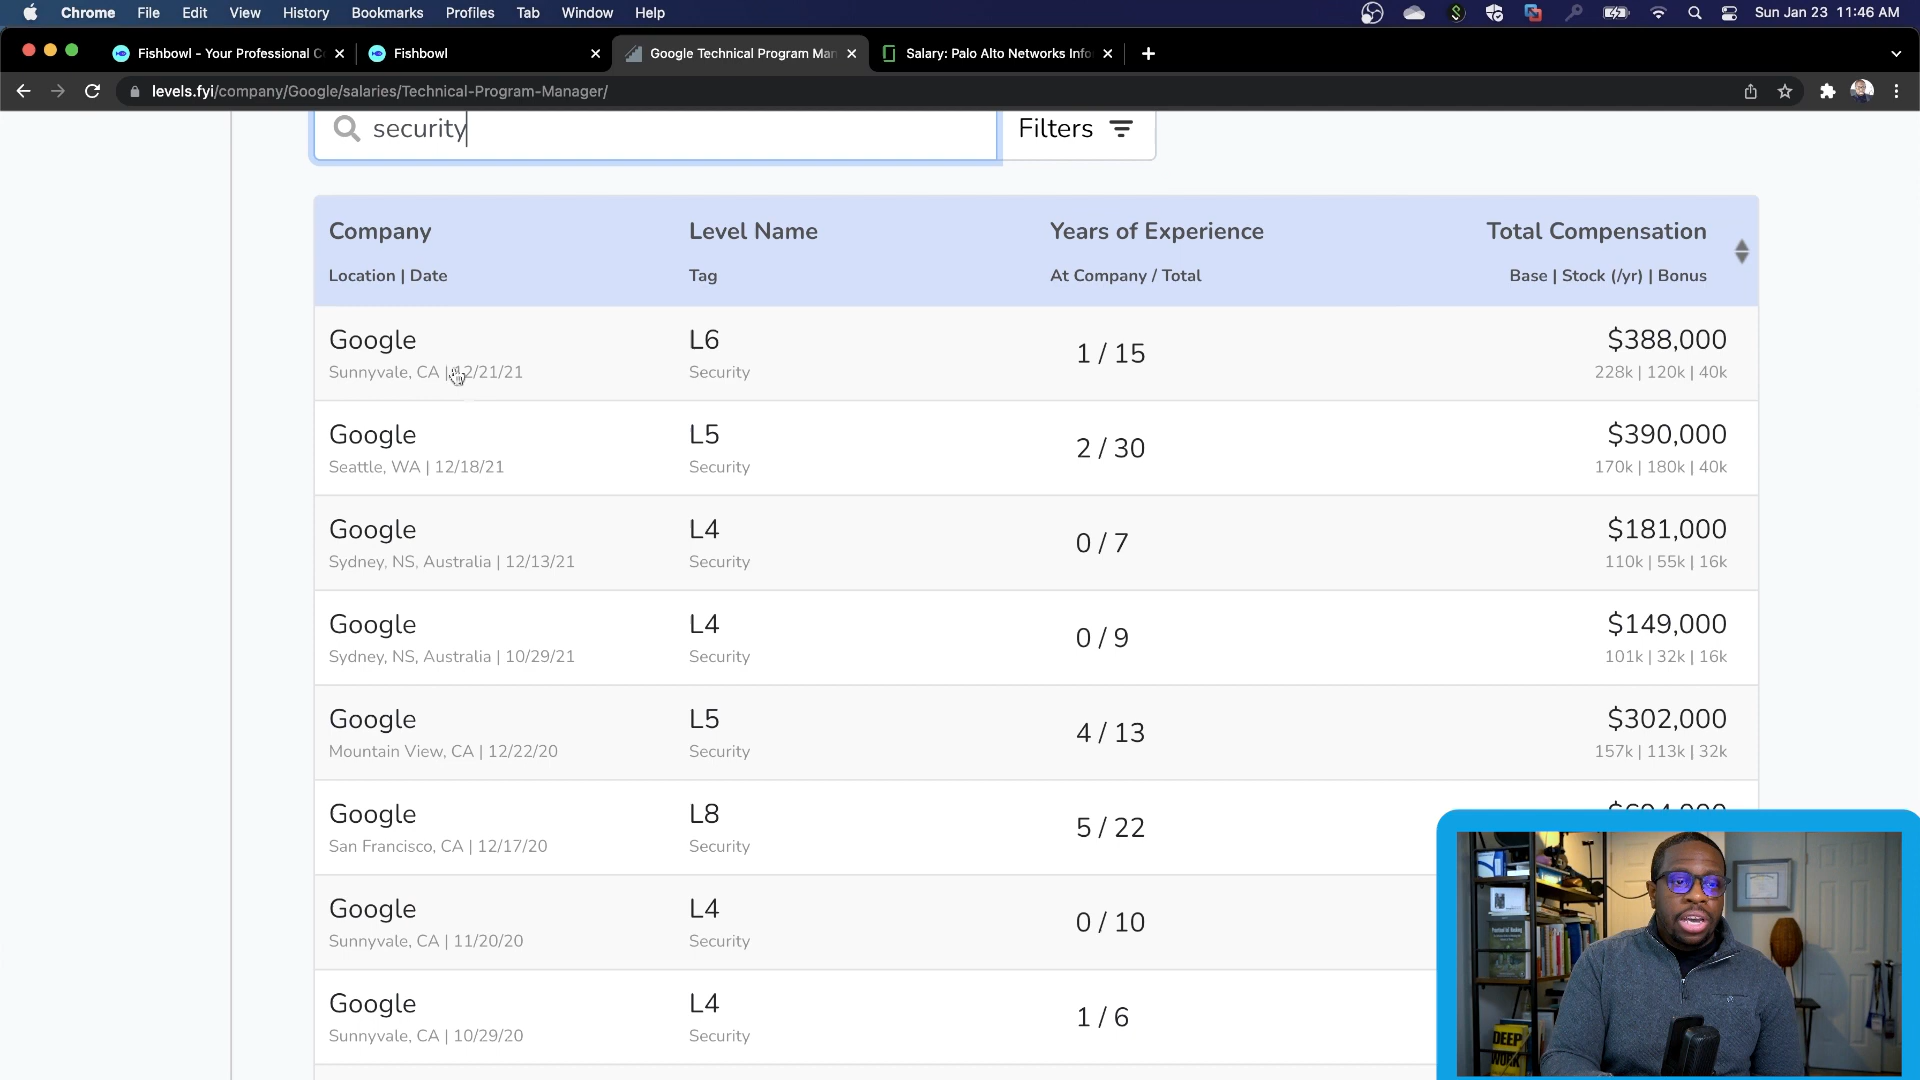 Chrome File Edit View History Bookmarks Profiles Tab Window Help Sun Jan 23 11:46 AM
Fishbowl - Your Professional C Fishbowl Google Technical Program Man Salary: Palo Alto Networks Info
levels.fyi/company/Google/salaries/Technical-Program-Manager/
security Filters
Company Level Name Years of Experience Total Compensation
Location | Date Tag At Company / Total Base | Stock (/yr) | Bonus
Google L6 1 / 15 $388,000
Sunnyvale, CA | 12/21/21 Security 228k | 120k | 40k
Google L5 2 / 30 $390,000
Seattle, WA | 12/18/21 Security 170k | 180k | 40k
Google L4 0 / 7 $181,000
Sydney, NS, Australia | 12/13/21 Security 110k | 55k | 16k
Google L4 0 / 9 $149,000
Sydney, NS, Australia | 10/29/21 Security 101k | 32k | 16k
Google L5 4 / 13 $302,000
Mountain View, CA | 12/22/20 Security 157k | 113k | 32k
Google L8 5 / 22
San Francisco, CA | 12/17/20 Security
Google L4 0 / 10
Sunnyvale, CA | 11/20/20 Security
Google L4 1 / 6
Sunnyvale, CA | 10/29/20 Security
DEEP
WORK